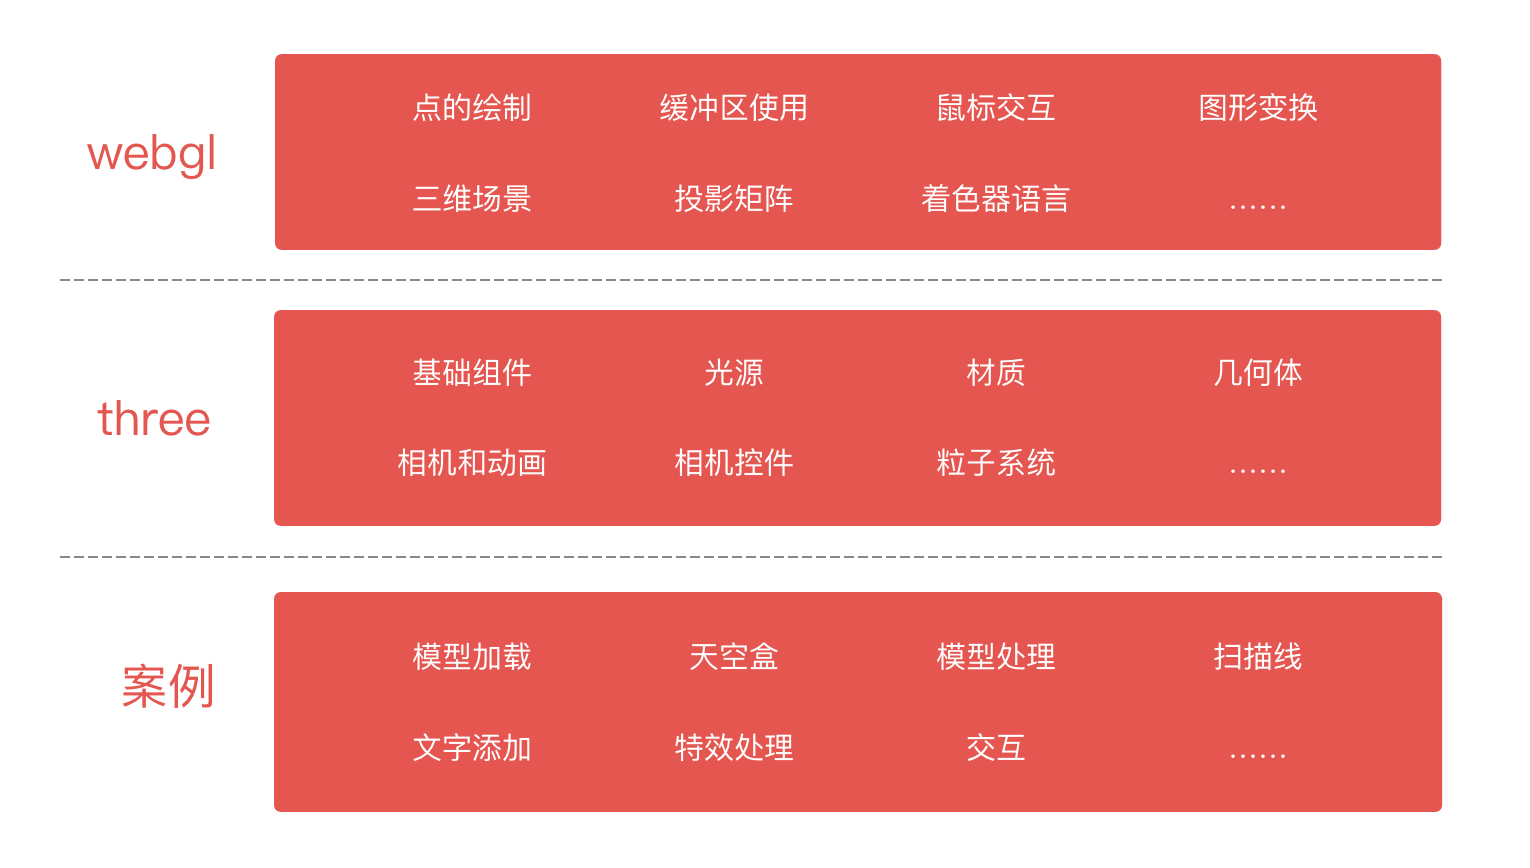 webgl
点的绘制 缓冲区使用 鼠标交互 图形变换
三维场景 投影矩阵 着色器语言 ……
three
基础组件 光源 材质 几何体
相机和动画 相机控件 粒子系统 ……
案例
模型加载 天空盒 模型处理 扫描线
文字添加 特效处理 交互 ……